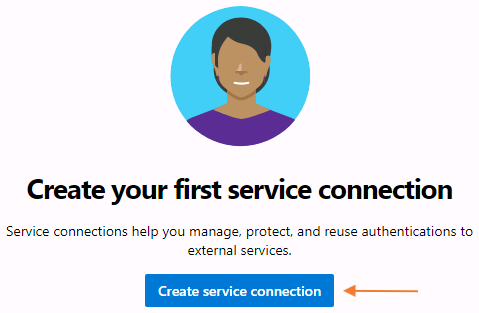 Create your first service connection
Service connections help you manage, protect, and reuse authentications to
external services.
Create service connection